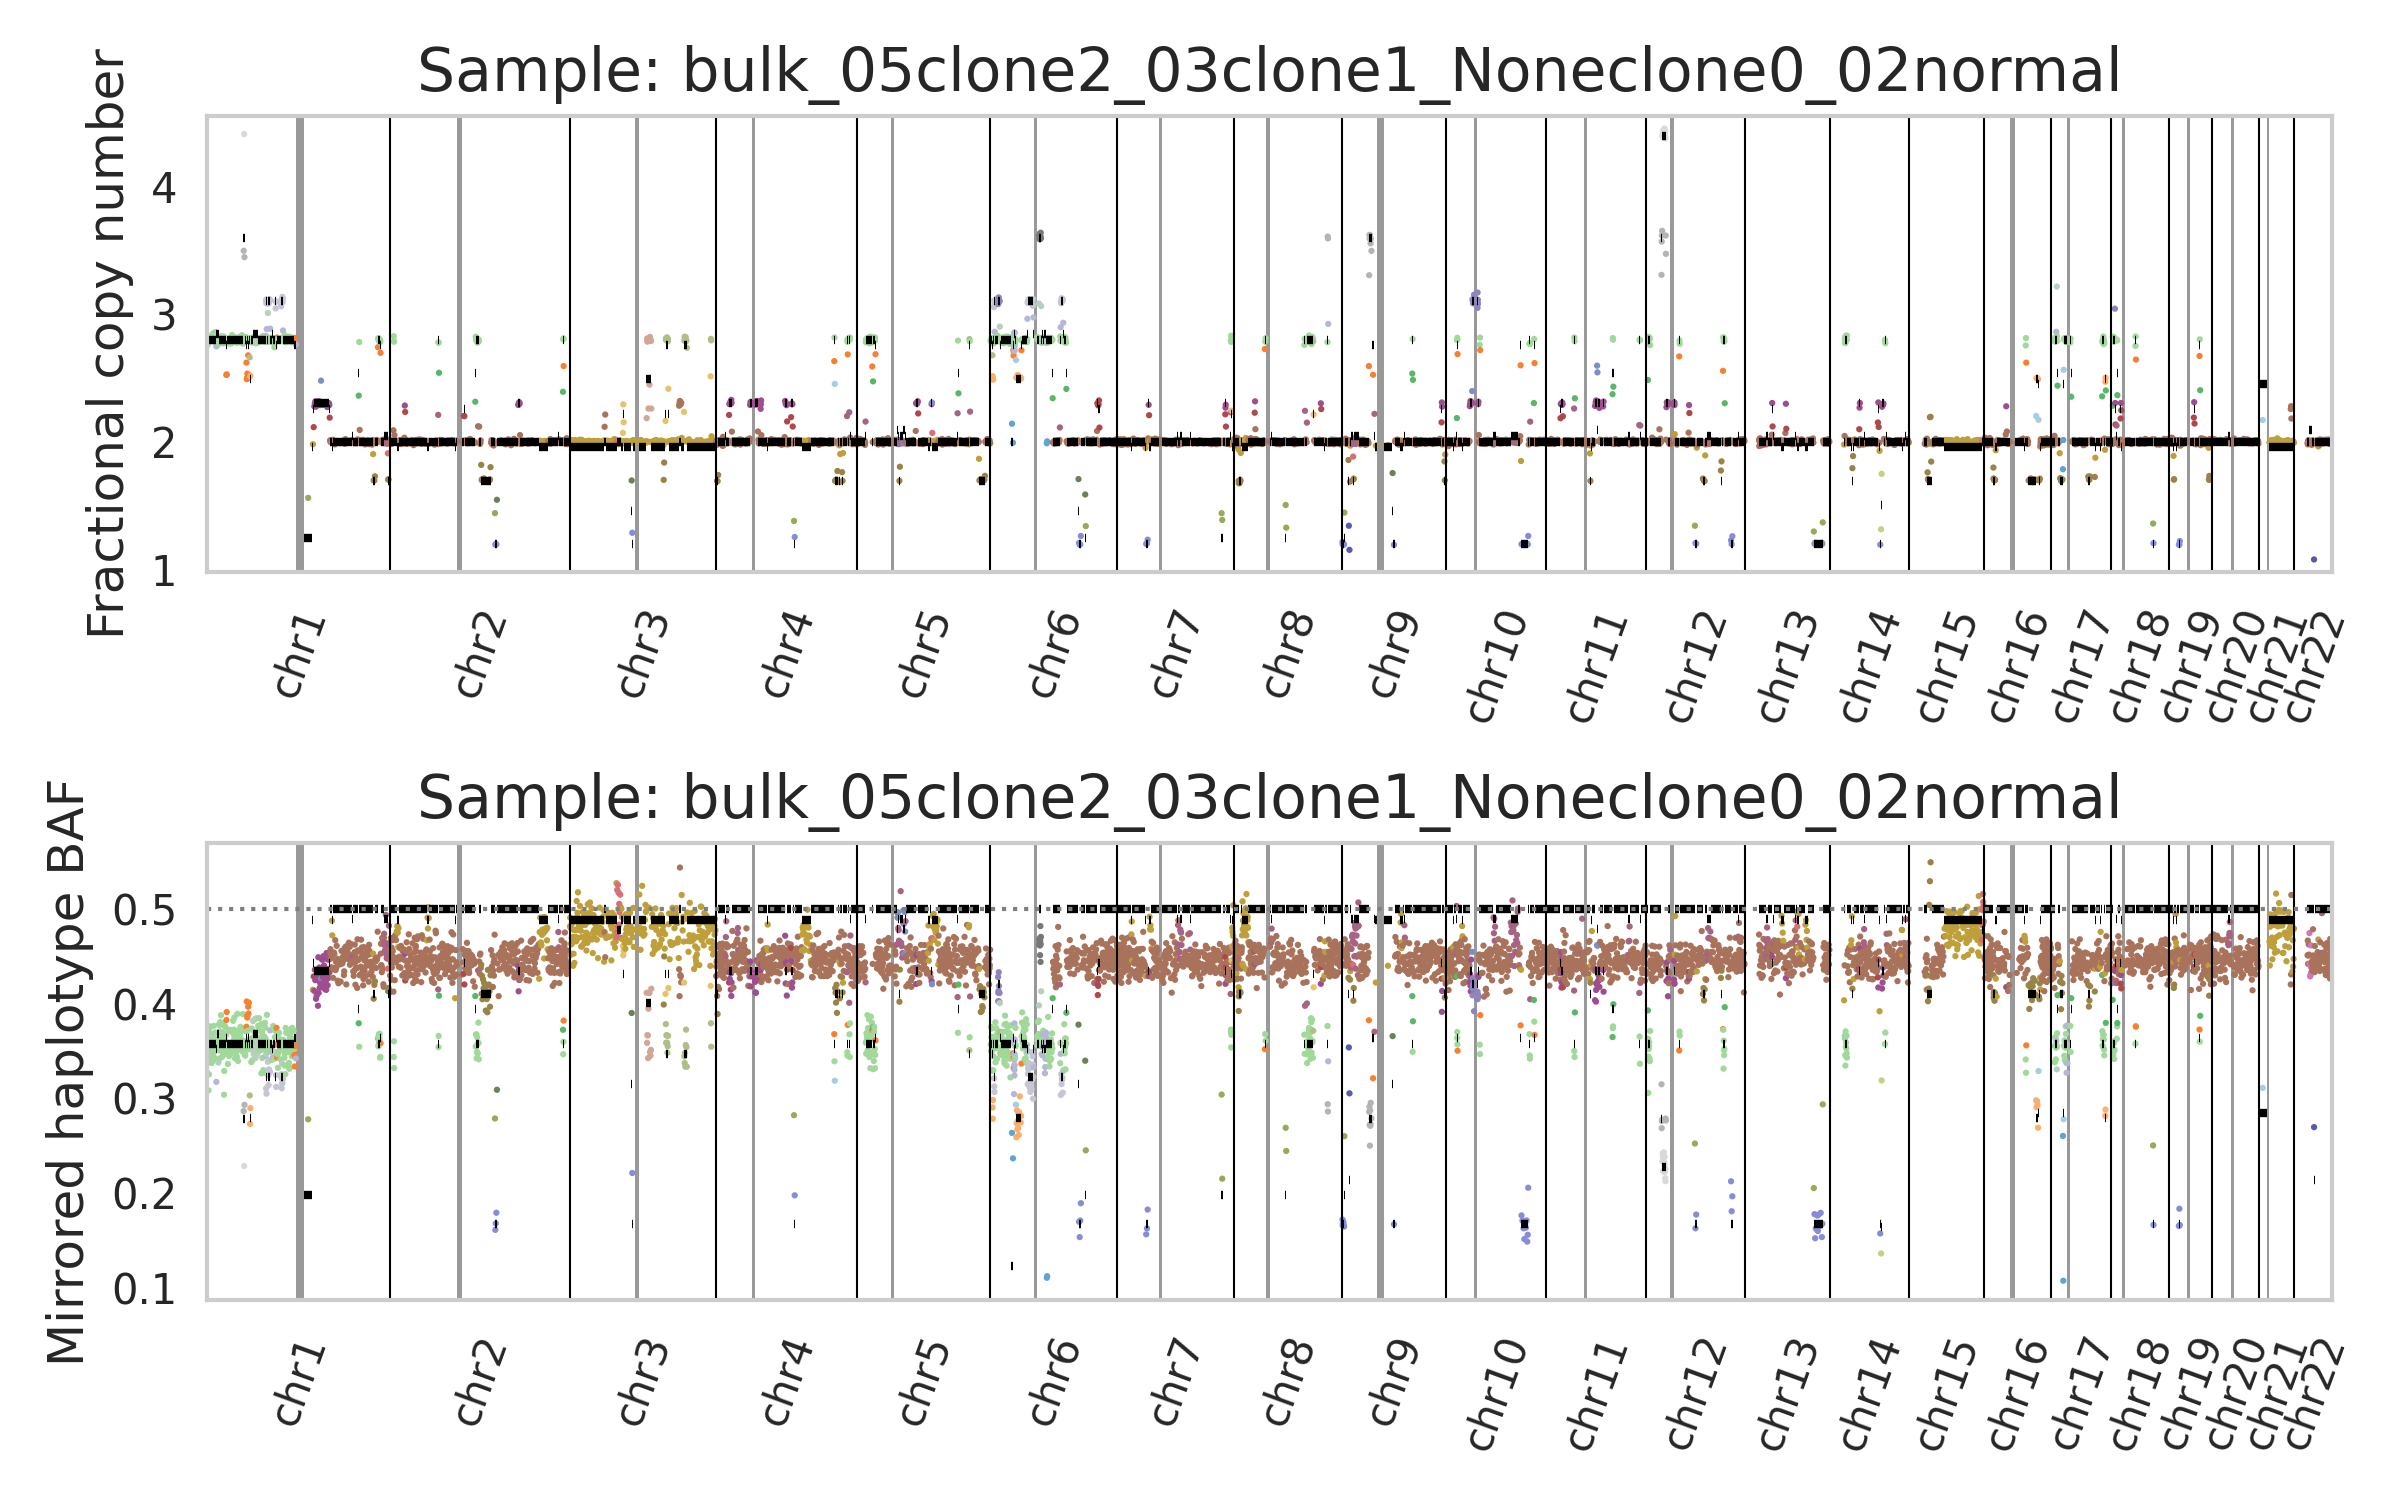 Sample: bulk_05clone2_03clone1_Noneclone0_02normal
Fractional copy number
4
3
2
1
chr1 chr2 chr3 chr4 chr5 chr6 chr7 chr8 chr9 chr10 chr11 chr12 chr13 chr14 chr15 chr16 chr17 chr18 chr19 chr20 chr21 chr22
Sample: bulk_05clone2_03clone1_Noneclone0_02normal
Mirrored haplotype BAF
0.5
0.4
0.3
0.2
0.1
chr1 chr2 chr3 chr4 chr5 chr6 chr7 chr8 chr9 chr10 chr11 chr12 chr13 chr14 chr15 chr16 chr17 chr18 chr19 chr20 chr21 chr22